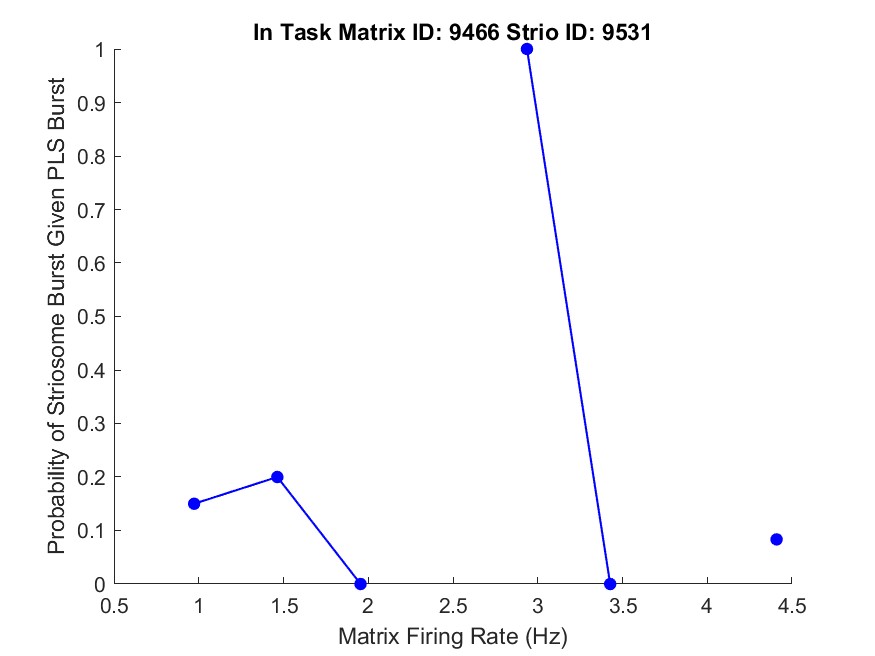 In Task Matrix ID: 9466 Strio ID: 9531
Probability of Striosome Burst Given PLS Burst
1
0.9
0.8
0.7
0.6
0.5
0.4
0.3
0.2
0.1
0
0.5 1 1.5 2 2.5 3 3.5 4 4.5
Matrix Firing Rate (Hz)